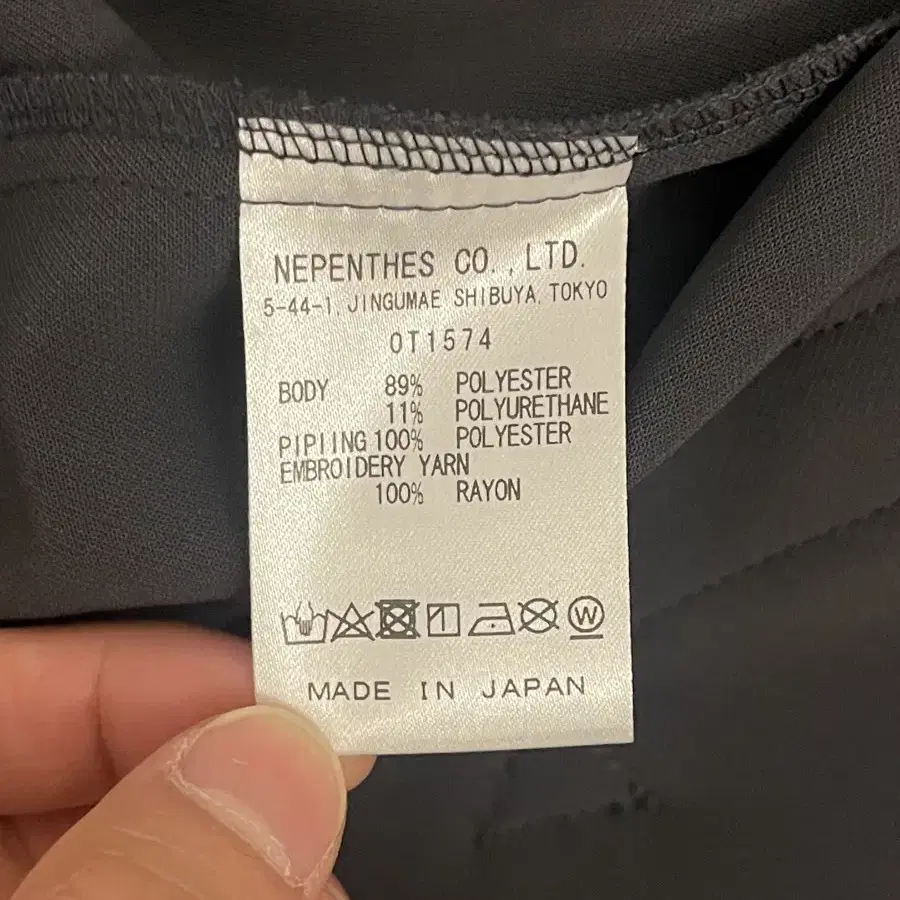 NEPENTHES CO., LTD.
5-44-1, JINGUMAE SHIBUYA, TOKYO
OT1574
BODY 89% POLYESTER
11% POLYURETHANE
PIPIING 100% POLYESTER
EMBROIDERY YARN
100% RAYON
W
MADE IN JAPAN